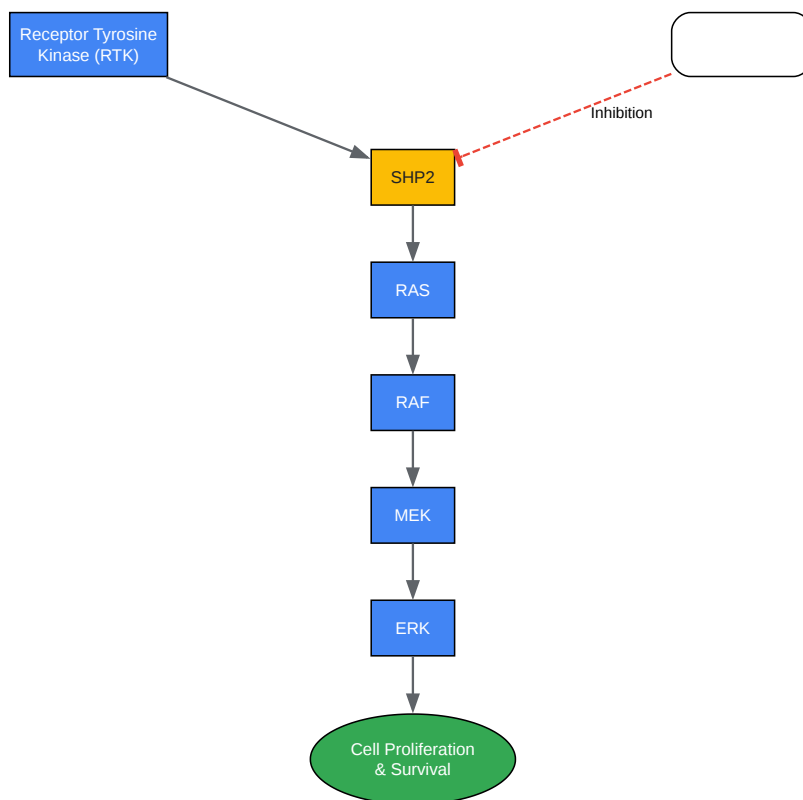 Receptor Tyrosine
Kinase (RTK)
Inhibition
SHP2
RAS
RAF
MEK
ERK
Cell Proliferation
& Survival